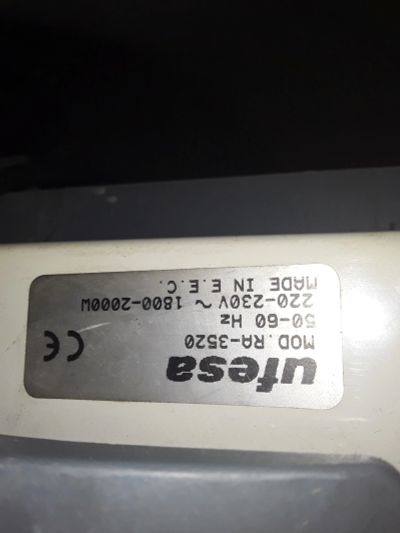 ufesa
MOD. RA-3520
50-60 Hz
220-230V ~ 1800-2000W
MADE IN E.E.C.
CE